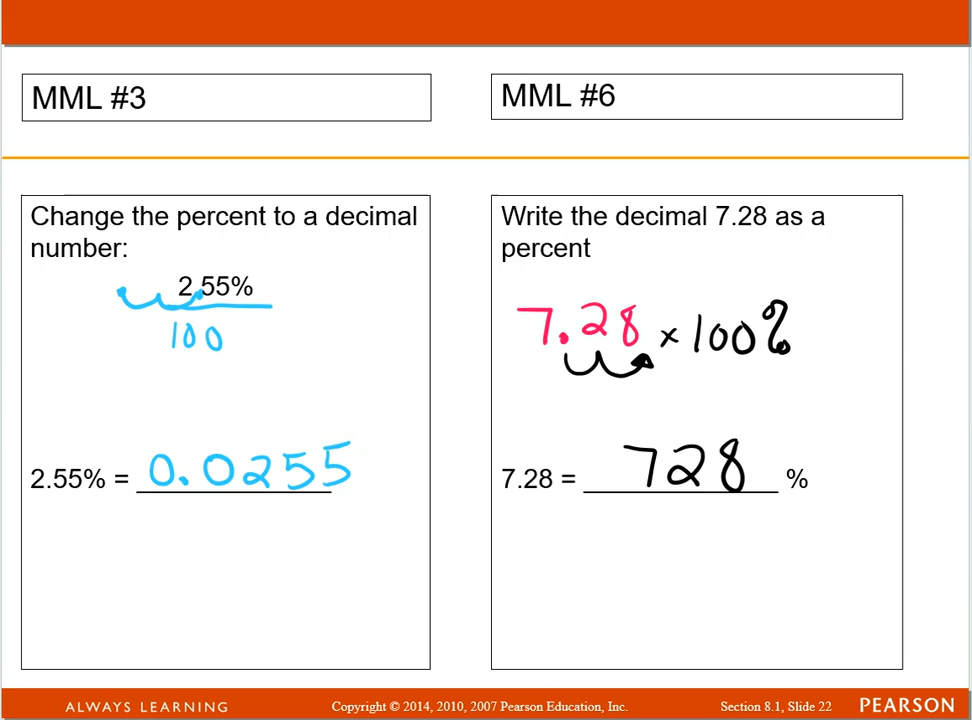 MML #3
Change the percent to a decimal
number:
2.55%
100
2.55% = 0.0255
MML #6
Write the decimal 7.28 as a
percent
7.28 × 100%
7.28 = 728 %
ALWAYS LEARNING
Copyright © 2014, 2010, 2007 Pearson Education, Inc.
Section 8.1, Slide 22
PEARSON